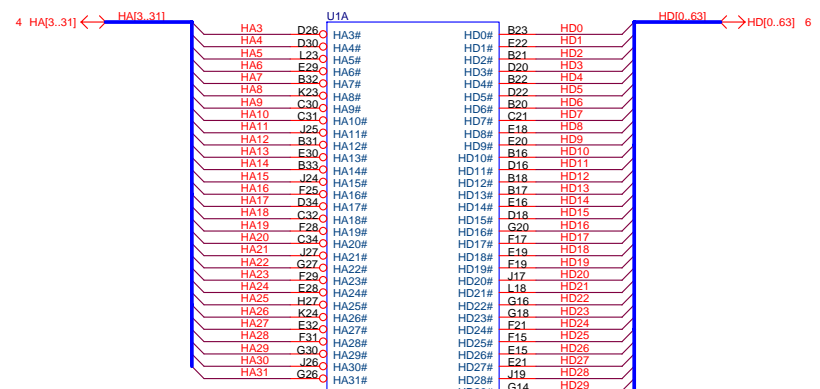 4 HA[3..31] HA[3..31] U1A HD[0..63] HD[0..63] 6
HA3 D26 HA3# HD0# B23 HD0
HA4 D30 HA4# HD1# E22 HD1
HA5 L23 HA5# HD2# B21 HD2
HA6 E29 HA6# HD3# D20 HD3
HA7 B32 HA7# HD4# B22 HD4
HA8 K23 HA8# HD5# D22 HD5
HA9 C30 HA9# HD6# B20 HD6
HA10 C31 HA10# HD7# C21 HD7
HA11 J25 HA11# HD8# E18 HD8
HA12 B31 HA12# HD9# E20 HD9
HA13 E30 HA13# HD10# B16 HD10
HA14 B33 HA14# HD11# D16 HD11
HA15 J24 HA15# HD12# B18 HD12
HA16 F25 HA16# HD13# B17 HD13
HA17 D34 HA17# HD14# E16 HD14
HA18 C32 HA18# HD15# D18 HD15
HA19 F28 HA19# HD16# G20 HD16
HA20 C34 HA20# HD17# F17 HD17
HA21 J27 HA21# HD18# E19 HD18
HA22 G27 HA22# HD19# F19 HD19
HA23 F29 HA23# HD20# J17 HD20
HA24 E28 HA24# HD21# L18 HD21
HA25 H27 HA25# HD22# G16 HD22
HA26 K24 HA26# HD23# G18 HD23
HA27 E32 HA27# HD24# F21 HD24
HA28 F31 HA28# HD25# F15 HD25
HA29 G30 HA29# HD26# E15 HD26
HA30 J26 HA30# HD27# E21 HD27
HA31 G26 HA31# HD28# J19 HD28
G14 HD29